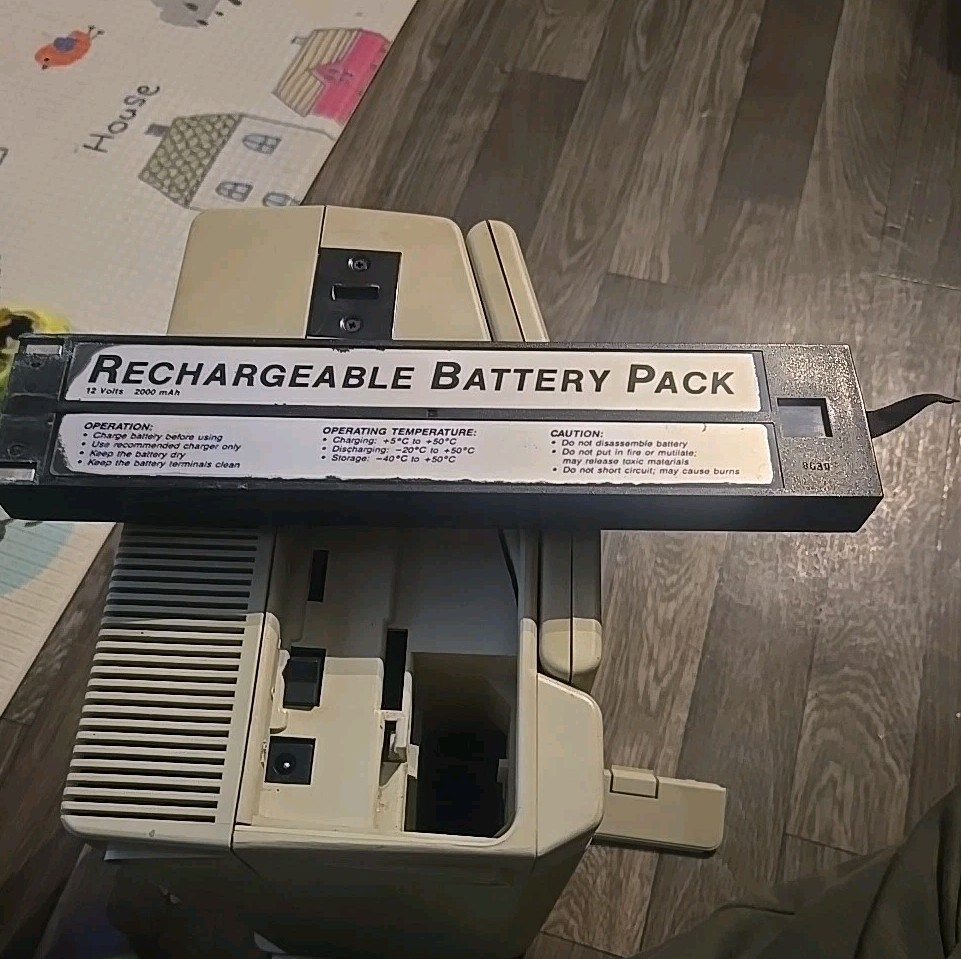 House
RECHARGEABLE BATTERY PACK
12 Volts 2000 mAh
OPERATION:
• Charge battery before using
• Use recommended charger only
• Keep the battery dry
• Keep the battery terminals clean
OPERATING TEMPERATURE:
• Charging: +5°C to +50°C
• Discharging: −20°C to +50°C
• Storage: −40°C to +50°C
CAUTION:
• Do not disassemble battery
• Do not put in fire or mutilate;
may release toxic materials
• Do not short circuit; may cause burns